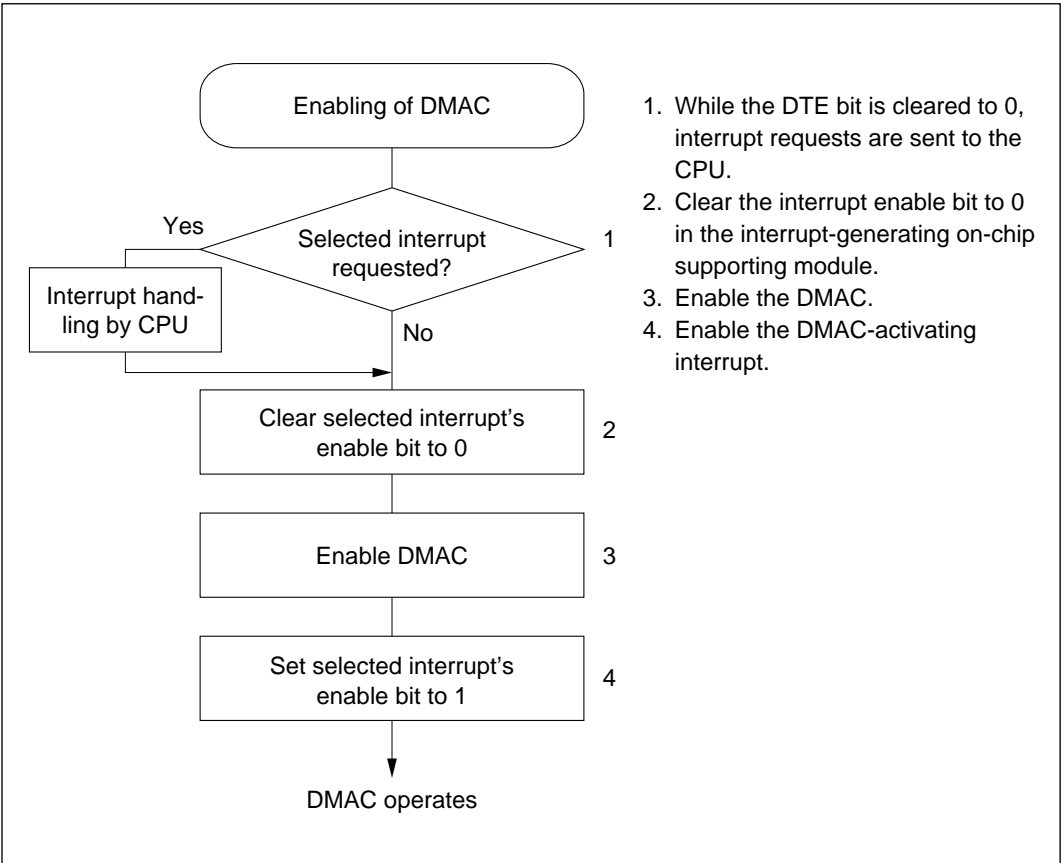 Enabling of DMAC
Yes
Selected interrupt
requested?
1
Interrupt hand-
ling by CPU
No
Clear selected interrupt's
enable bit to 0
2
Enable DMAC
3
Set selected interrupt's
enable bit to 1
4
DMAC operates
1. While the DTE bit is cleared to 0,
interrupt requests are sent to the
CPU.
2. Clear the interrupt enable bit to 0
in the interrupt-generating on-chip
supporting module.
3. Enable the DMAC.
4. Enable the DMAC-activating
interrupt.